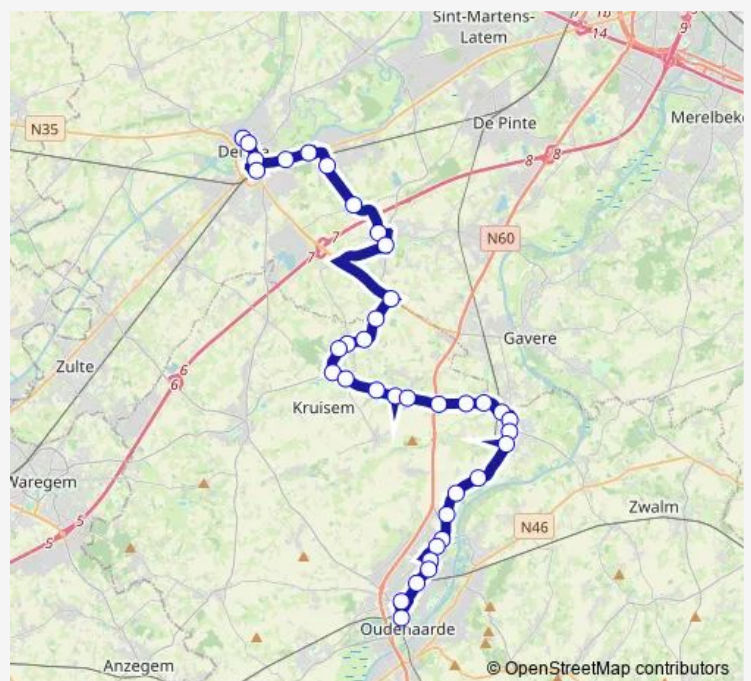 Sint-Martens-
Latem
14
9
N35
De Pinte
Merelbek
8
8
7
7
N60
Gavere
Zulte
6
6
Kruisem
Waregem
5
5
N46
Zwalm
Oudenaarde
Anzegem
© OpenStreetMap contributors